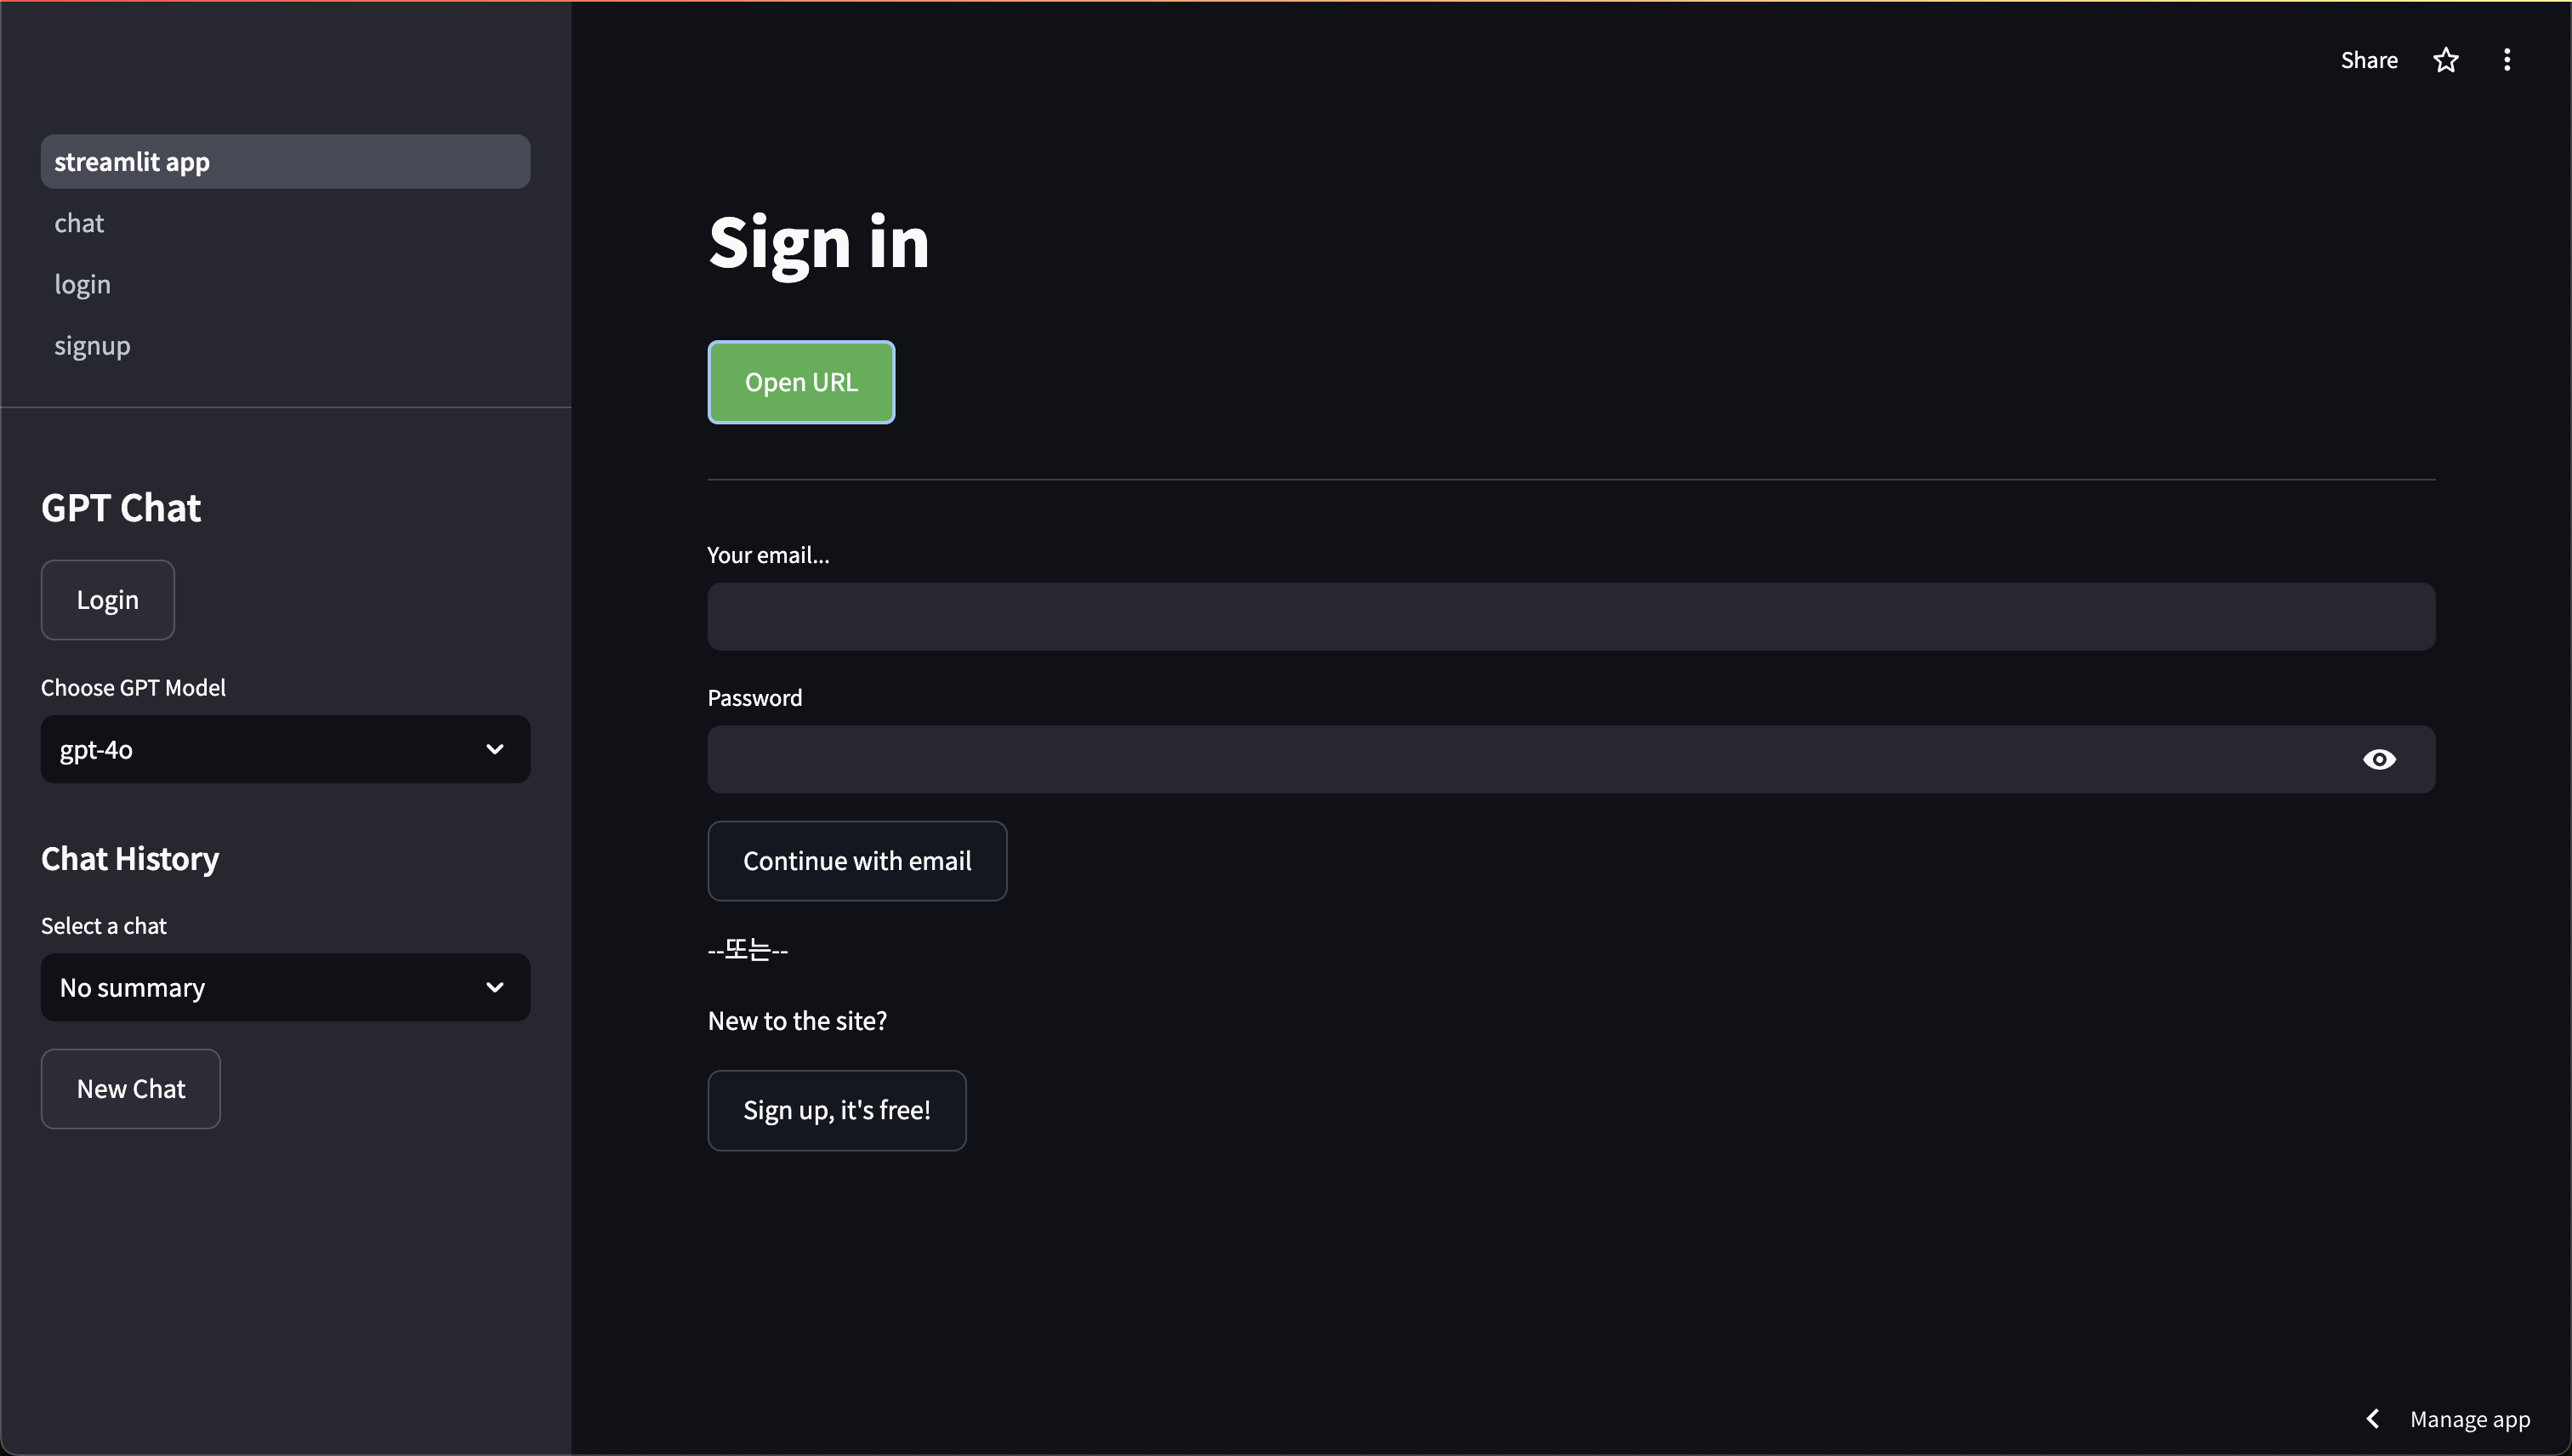 streamlit app
chat
login
signup
GPT Chat
Login
Choose GPT Model
gpt-4o
Chat History
Select a chat
No summary
New Chat
Share
Sign in
Open URL
Your email...
Password
Continue with email
--또는--
New to the site?
Sign up, it's free!
Manage app